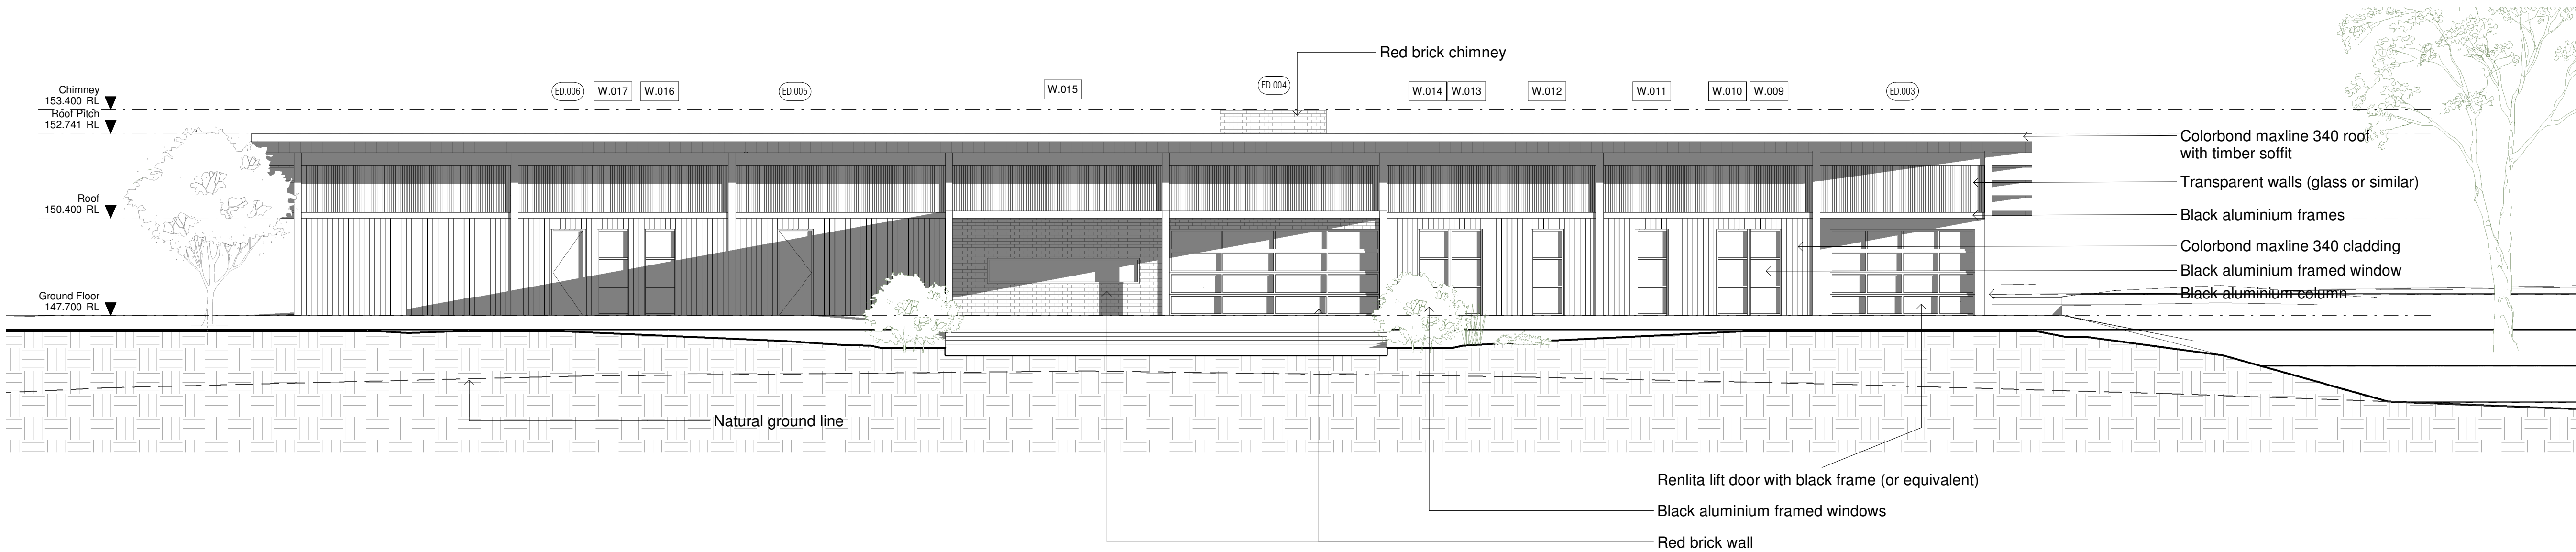 Red brick chimney
Chimney
153.400 RL
Roof Pitch
152.741 RL
ED.006
W.017
W.016
ED.005
W.015
ED.004
W.014
W.013
W.012
W.011
W.010
W.009
ED.003
Colorbond maxline 340 roof
with timber soffit
Transparent walls (glass or similar)
Roof
150.400 RL
Black aluminium frames
Colorbond maxline 340 cladding
Black aluminium framed window
Black aluminium column
Ground Floor
147.700 RL
Natural ground line
Renlita lift door with black frame (or equivalent)
Black aluminium framed windows
Red brick wall